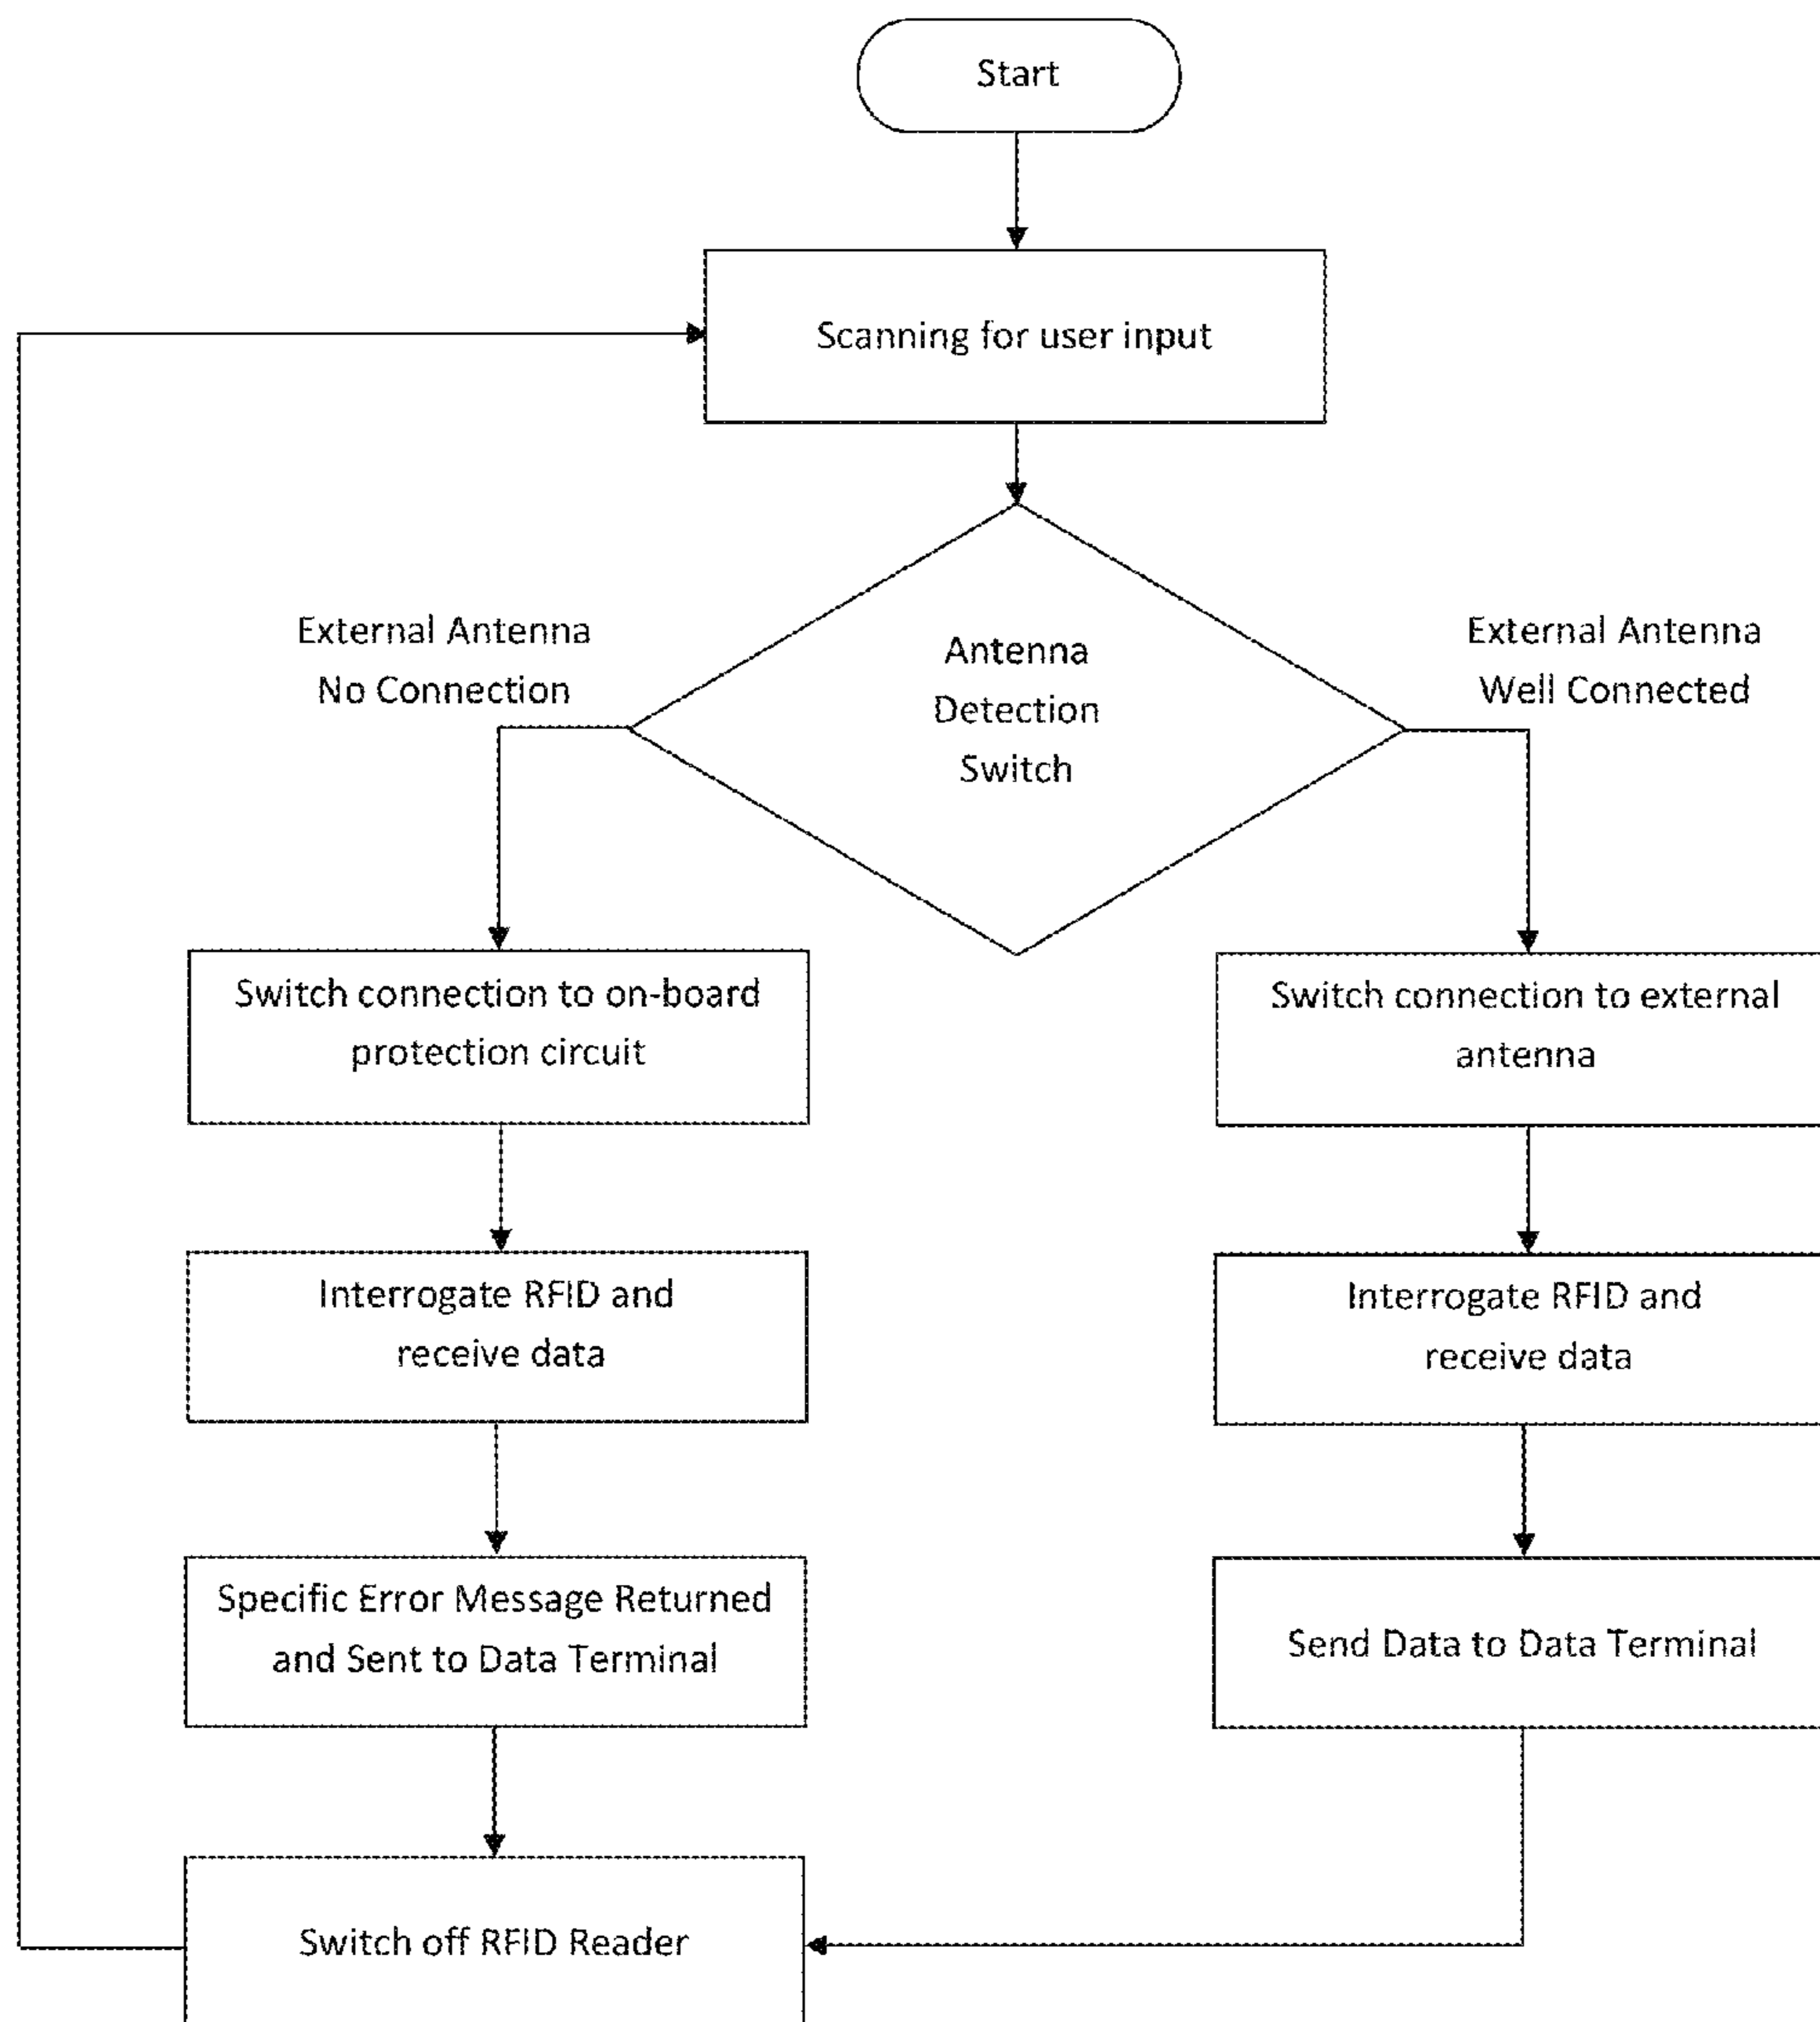 Start
Scanning for user input
External Antenna
No Connection
Antenna
Detection
Switch
External Antenna
Well Connected
Switch connection to on-board
protection circuit
Switch connection to external
antenna
Interrogate RFID and
receive data
Interrogate RFID and
receive data
Specific Error Message Returned
and Sent to Data Terminal
Send Data to Data Terminal
Switch off RFID Reader